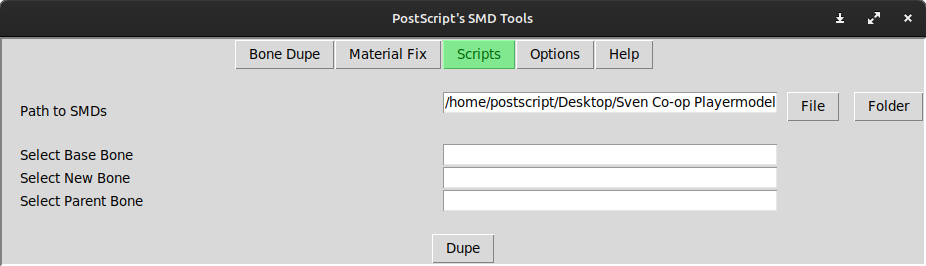 PostScript's SMD Tools
Bone Dupe Material Fix Scripts Options Help
Path to SMDs /home/postscript/Desktop/Sven Co-op Playermodel File Folder
Select Base Bone
Select New Bone
Select Parent Bone
Dupe